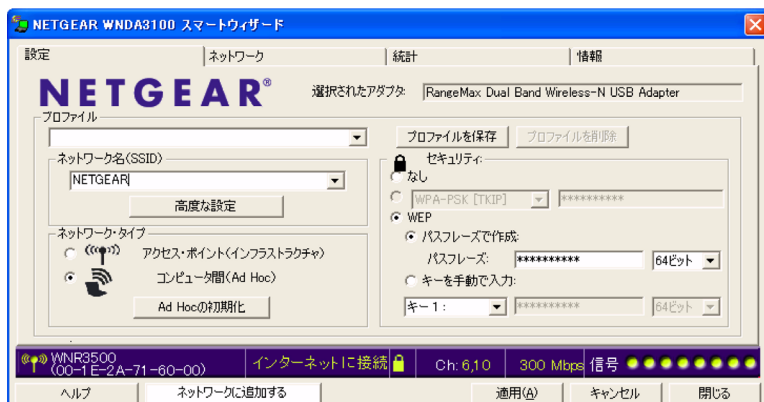 NETGEAR WNDA3100 スマートウィザード
設定 ネットワーク 統計 情報
NETGEAR® 選択されたアダプタ: RangeMax Dual Band Wireless-N USB Adapter
プロファイル
プロファイルを保存 プロファイルを削除
ネットワーク名(SSID)
NETGEAR
高度な設定
ネットワーク・タイプ
アクセス・ポイント(インフラストラクチャ)
コンピュータ間(Ad Hoc)
Ad Hocの初期化
セキュリティ:
なし
WPA-PSK [TKIP] **********
WEP
パスフレーズで作成:
パスフレーズ: ********** 64ビット
キーを手動で入力:
キー1: ********** 64ビット
WNR3500
(00-1E-2A-71-60-00) インターネットに接続 Ch: 6,10 300 Mbps 信号
ヘルプ ネットワークに追加する 適用(A) キャンセル 閉じる